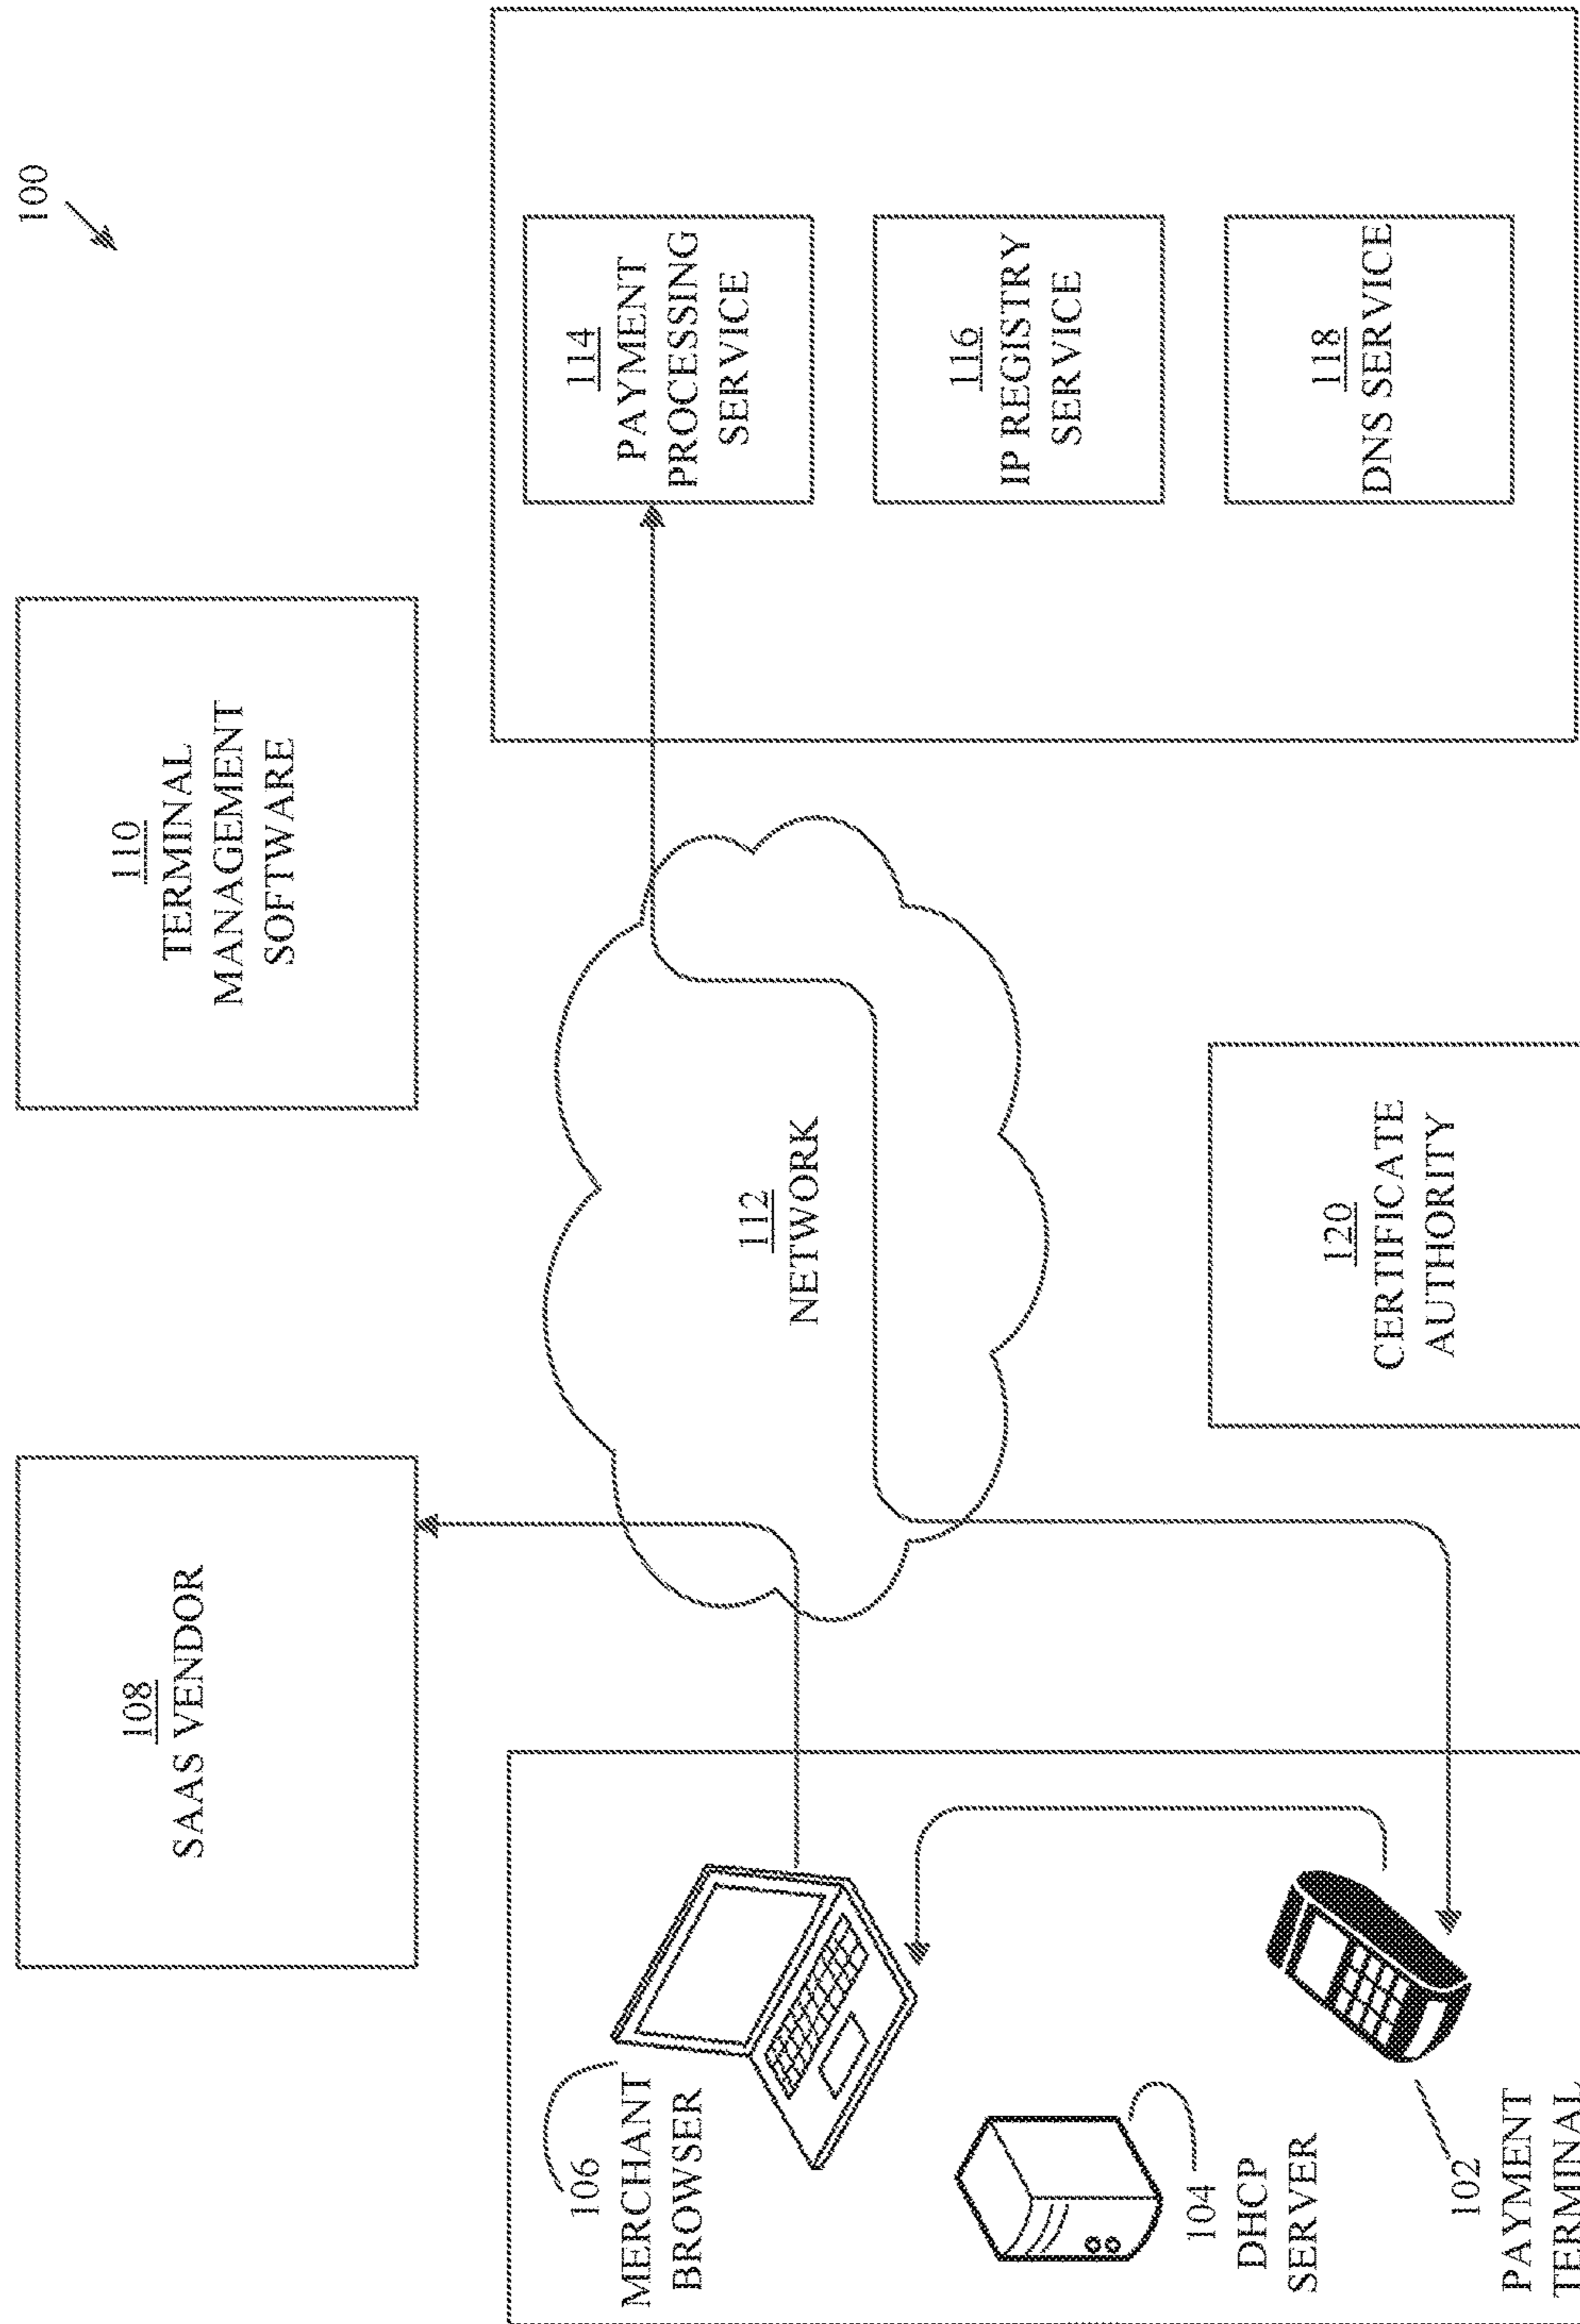 100
108
SAAS VENDOR
110
TERMINAL
MANAGEMENT
SOFTWARE
106
MERCHANT
BROWSER
112
NETWORK
114
PAYMENT
PROCESSING
SERVICE
116
IP REGISTRY
SERVICE
118
DNS SERVICE
104
DHCP
SERVER
102
PAYMENT
TERMINAL
120
CERTIFICATE
AUTHORITY